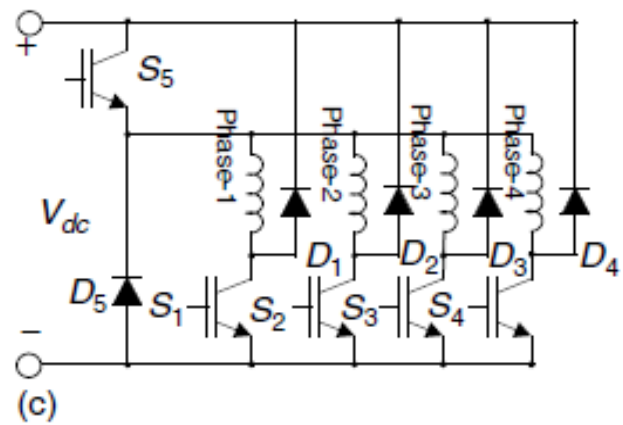 +
S5
Phase-1
Phase-2
Phase-3
Phase-4
Vdc
D5
S1
S2
D1
S3
D2
S4
D3
D4
−
(c)